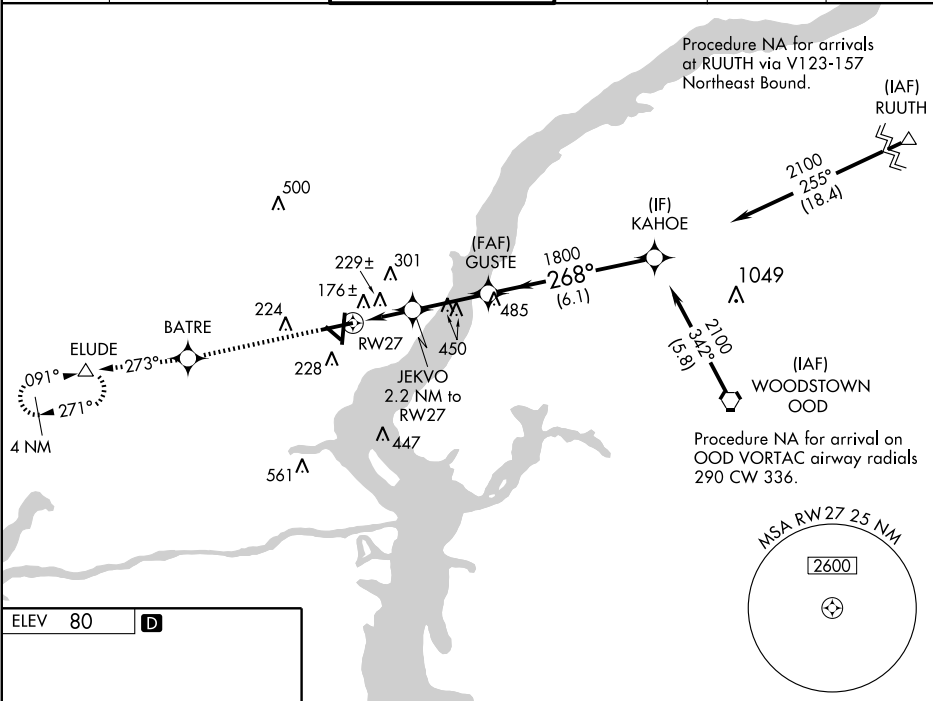 Procedure NA for arrivals
at RUUTH via V123-157
Northeast Bound.
(IAF)
RUUTH
2100
255°
(18.4)
500
(IF)
KAHOE
(FAF)
GUSTE
1800
268°
(6.1)
301
229±
176±
1049
485
224
BATRE
RW27
450
2100
342°
(5.8)
ELUDE
273°
228
091°
271°
JEKVO
2.2 NM to
RW27
(IAF)
WOODSTOWN
OOD
4 NM
447
561
Procedure NA for arrival on
OOD VORTAC airway radials
290 CW 336.
MSA RW27 25 NM
2600
ELEV 80 D